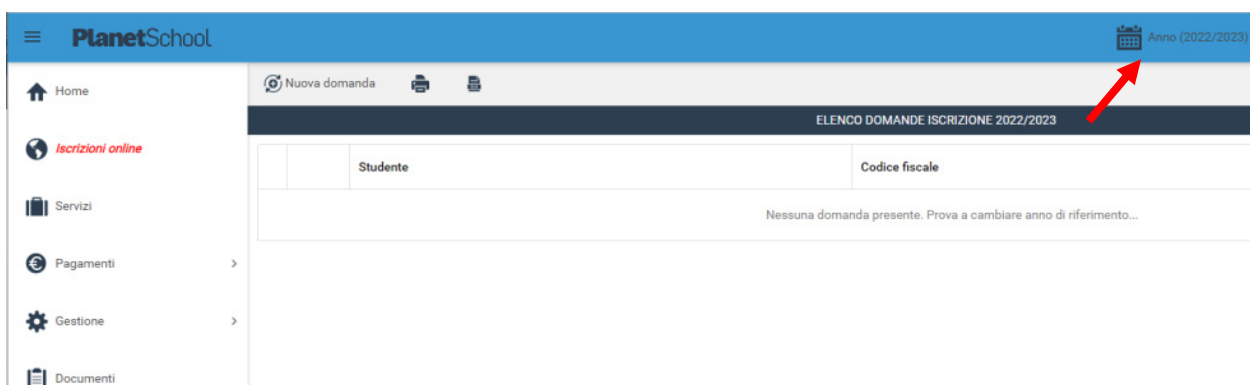 PlanetSchool
Anno (2022/2023)
Home
Iscrizioni online
Servizi
Pagamenti
Gestione
Documenti
Nuova domanda
ELENCO DOMANDE ISCRIZIONE 2022/2023
Studente Codice fiscale
Nessuna domanda presente. Prova a cambiare anno di riferimento...